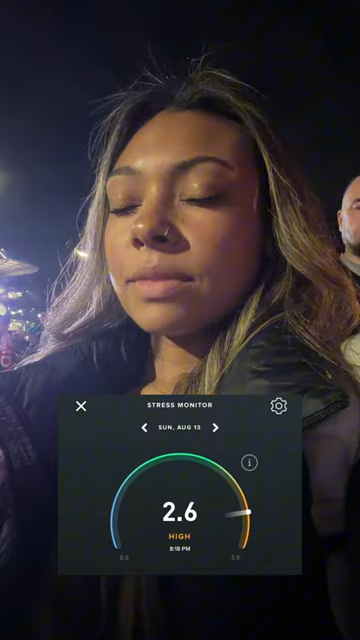 STRESS MONITOR
SUN, AUG 13
2.6
HIGH
8:18 PM
0.0 3.0